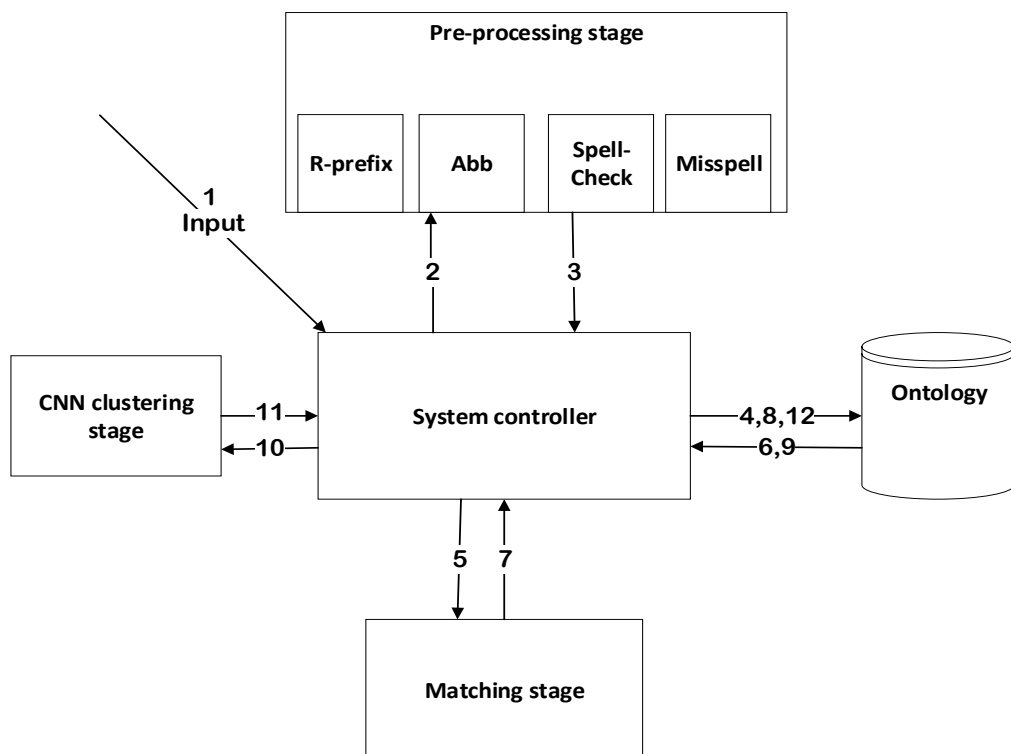 Pre-processing stage
R-prefix
Abb
Spell-
Check
Misspell
1
Input
2
3
CNN clustering
stage
11
10
System controller
4,8,12
6,9
Ontology
5
7
Matching stage